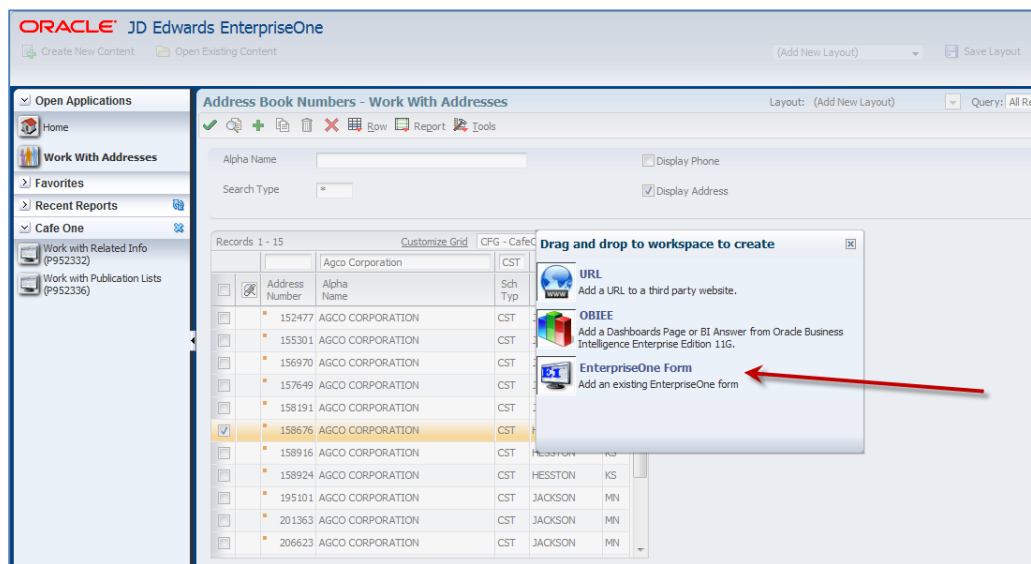 ORACLE® JD Edwards EnterpriseOne
Create New Content Open Existing Content (Add New Layout) Save Layout
Open Applications
Home
Work With Addresses
Favorites
Recent Reports
Cafe One
Work with Related Info
(P952332)
Work with Publication Lists
(P952336)
Address Book Numbers - Work With Addresses Layout: (Add New Layout) Query: All Re
Row Report Tools
Alpha Name Display Phone
Search Type * Display Address
Records 1 - 15 Customize Grid CFG - CafeO
Agco Corporation CST
Address
Number Alpha
Name Sch
Typ
152477 AGCO CORPORATION CST
155301 AGCO CORPORATION CST
156970 AGCO CORPORATION CST
157649 AGCO CORPORATION CST
158191 AGCO CORPORATION CST
158676 AGCO CORPORATION CST
158916 AGCO CORPORATION CST HESSTON KS
158924 AGCO CORPORATION CST HESSTON KS
195101 AGCO CORPORATION CST JACKSON MN
201363 AGCO CORPORATION CST JACKSON MN
206623 AGCO CORPORATION CST JACKSON MN
Drag and drop to workspace to create
WWW
URL
Add a URL to a third party website.
OBIEE
Add a Dashboards Page or BI Answer from Oracle Business
Intelligence Enterprise Edition 11G.
E1
EnterpriseOne Form
Add an existing EnterpriseOne form